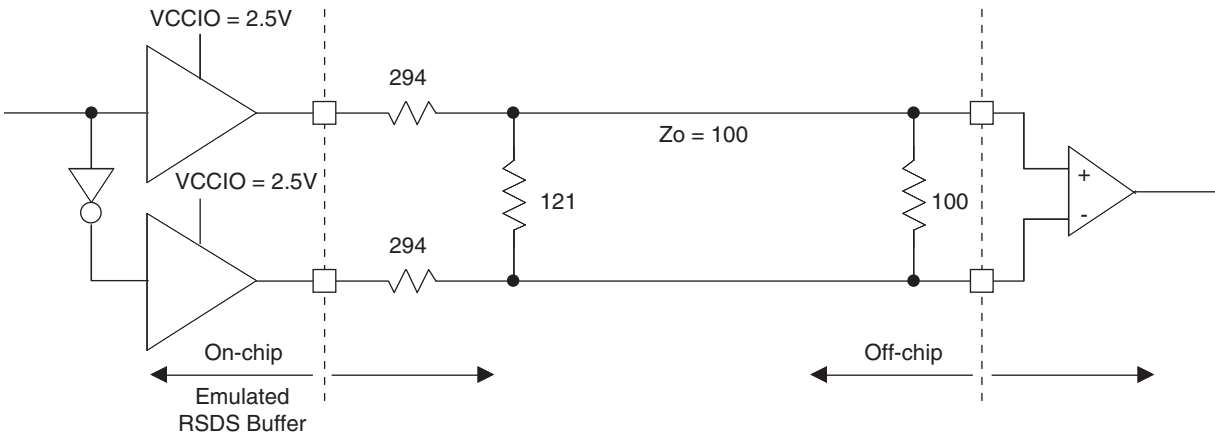 VCCIO = 2.5V
294
Zo = 100
VCCIO = 2.5V
121
100
+
-
294
On-chip
Off-chip
Emulated
RSDS Buffer